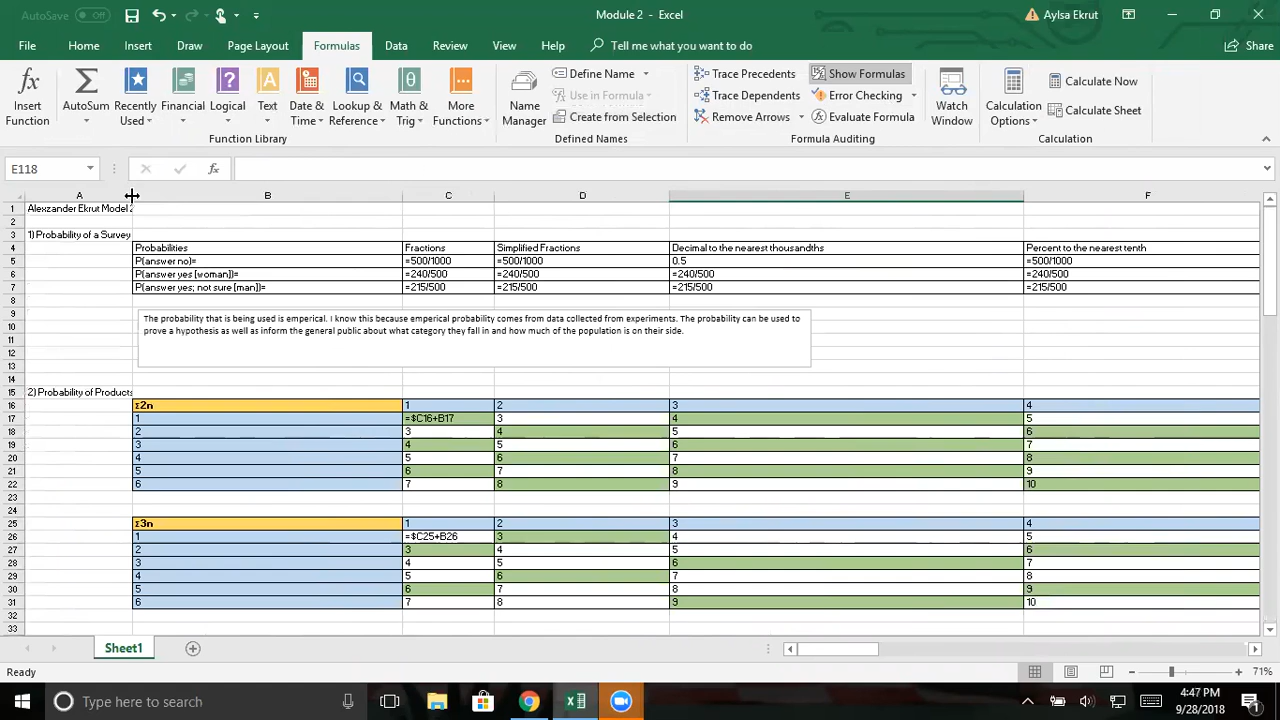 AutoSave Off Module 2 - Excel Aylsa Ekrut
File Home Insert Draw Page Layout Formulas Data Review View Help Tell me what you want to do Share
Insert Function AutoSum Recently Used Financial Logical Text Date & Time Lookup & Reference Math & Trig More Functions Name Manager Define Name Trace Precedents Show Formulas Watch Window Calculation Options Calculate Now
Use in Formula Trace Dependents Error Checking Calculate Sheet
Create from Selection Remove Arrows Evaluate Formula
Function Library Defined Names Formula Auditing Calculation
E118 fx
A B C D E F
1 Alexzander Ekrut Model 2
2
3 1) Probability of a Survey
4 Probabilities Fractions Simplified Fractions Decimal to the nearest thousandths Percent to the nearest tenth
5 P(answer no)= =500/1000 =500/1000 0.5 =500/1000
6 P(answer yes [woman])= =240/500 =240/500 =240/500 =240/500
7 P(answer yes; not sure [man])= =215/500 =215/500 =215/500 =215/500
8
9 The probability that is being used is emperical. I know this because emperical probability comes from data collected from experiments. The probability can be used to
10 prove a hypothesis as well as inform the general public about what category they fall in and how much of the population is on their side.
11
12
13
14
15 2) Probability of Products
16 Σ2n 1 2 3 4
17 1 =$C16+B17 3 4 5
18 2 3 4 5 6
19 3 4 5 6 7
20 4 5 6 7 8
21 5 6 7 8 9
22 6 7 8 9 10
23
24
25 Σ3n 1 2 3 4
26 1 =$C25+B26 3 4 5
27 2 3 4 5 6
28 3 4 5 6 7
29 4 5 6 7 8
30 5 6 7 8 9
31 6 7 8 9 10
32
33
Sheet1
Ready 71%
Type here to search 4:47 PM
9/28/2018 1